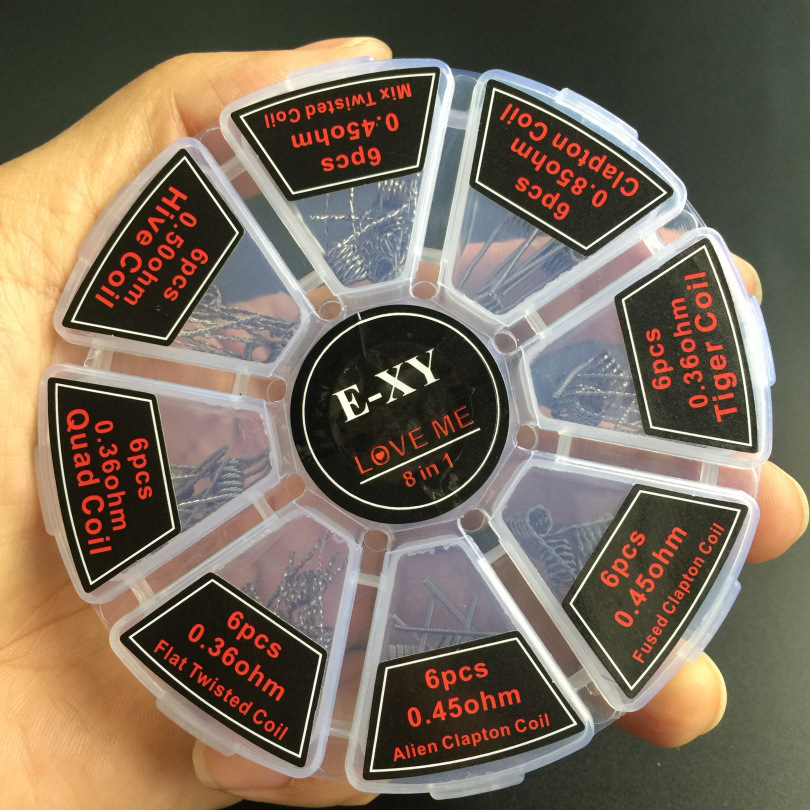 E-XY
LOVE ME
8 in 1
6pcs
0.45ohm
Mix Twisted Coil
6pcs
0.85ohm
Clapton Coil
6pcs
0.36ohm
Tiger Coil
6pcs
0.45ohm
Fused Clapton Coil
6pcs
0.45ohm
Alien Clapton Coil
6pcs
0.36ohm
Flat Twisted Coil
6pcs
0.36ohm
Quad Coil
6pcs
0.50ohm
Hive Coil